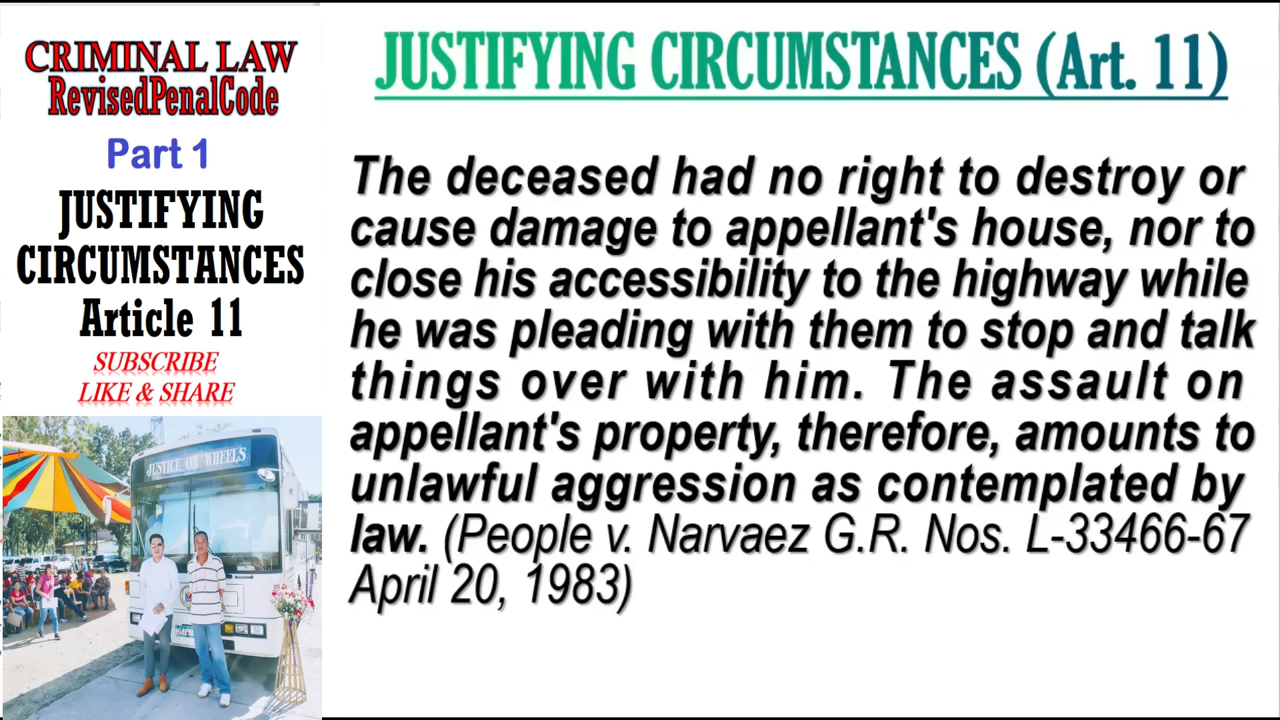 CRIMINAL LAW
RevisedPenalCode
Part 1
JUSTIFYING
CIRCUMSTANCES
Article 11
SUBSCRIBE
LIKE & SHARE
JUSTICE ON WHEELS
JUSTIFYING CIRCUMSTANCES (Art. 11)
The deceased had no right to destroy or
cause damage to appellant's house, nor to
close his accessibility to the highway while
he was pleading with them to stop and talk
things over with him. The assault on
appellant's property, therefore, amounts to
unlawful aggression as contemplated by
law. (People v. Narvaez G.R. Nos. L-33466-67
April 20, 1983)